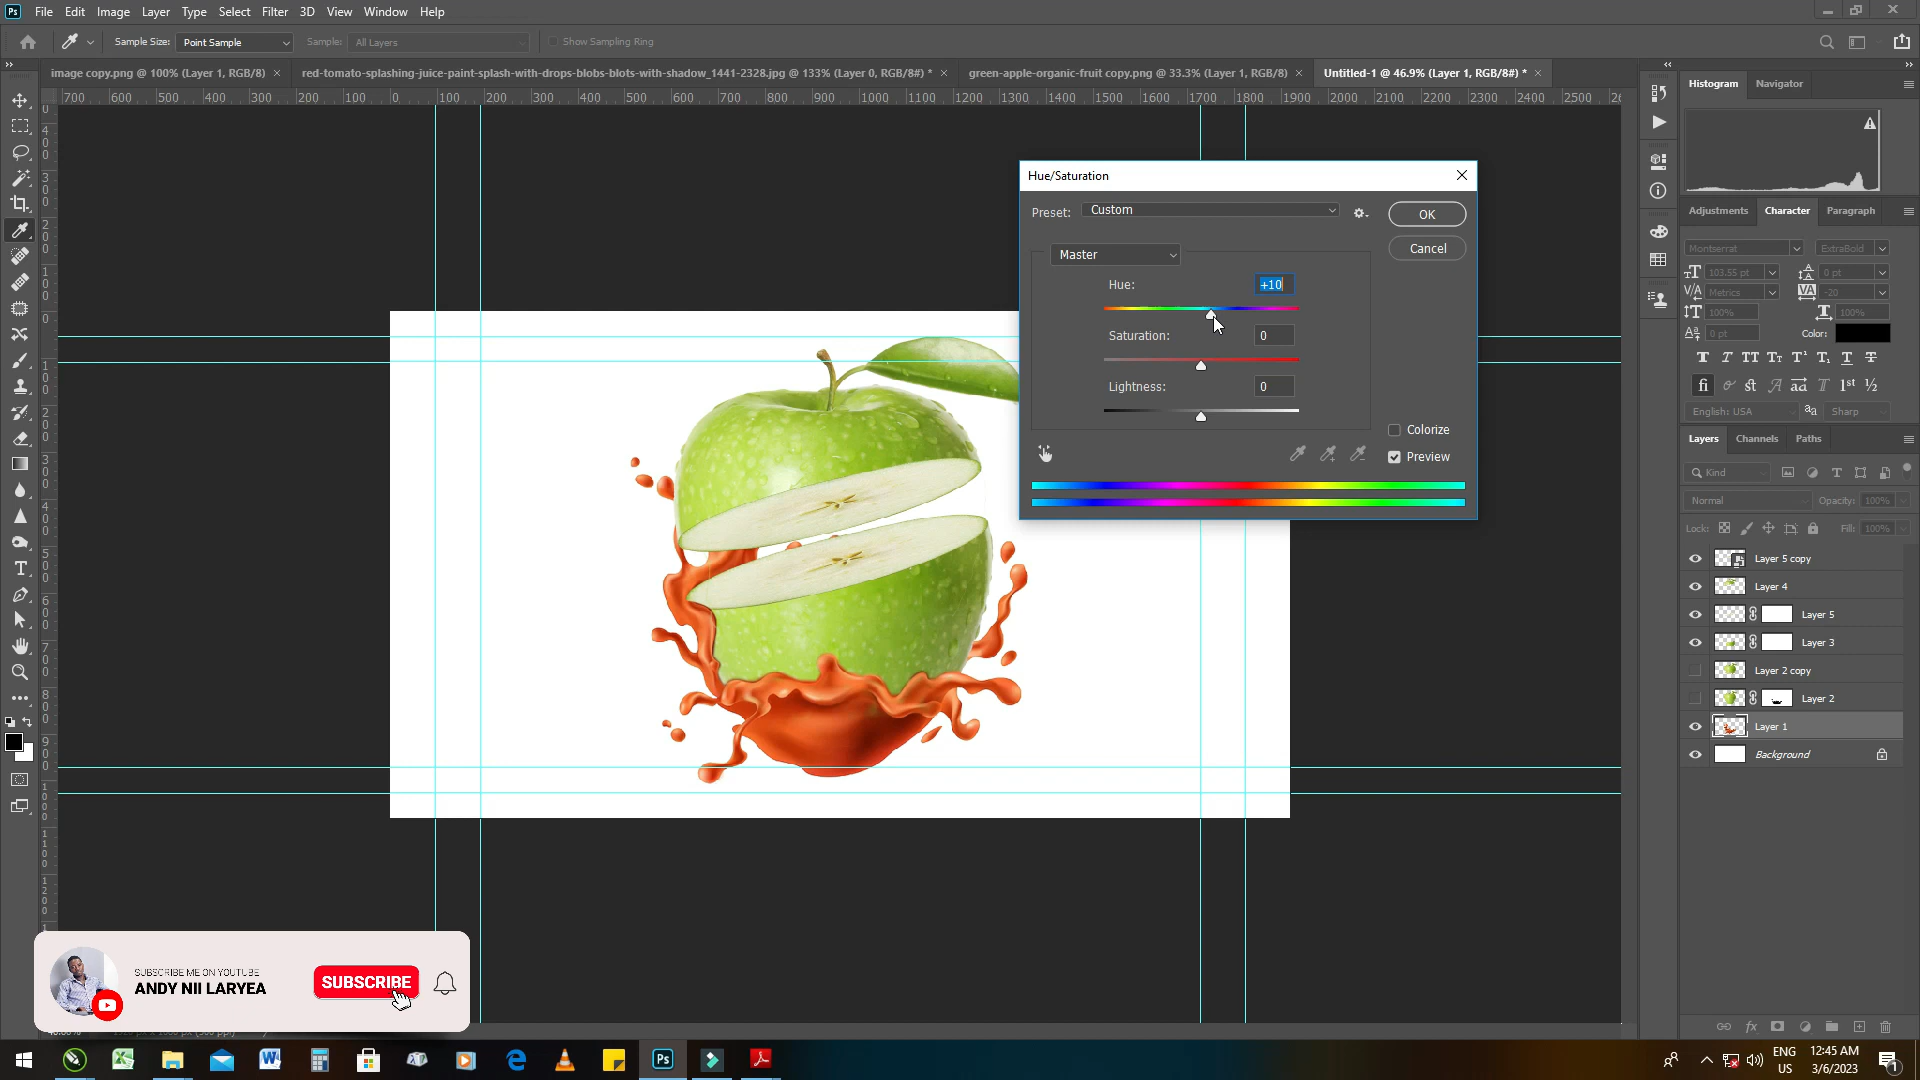 Ps File Edit Image Layer Type Select Filter 3D View Window Help
Sample Size: Point Sample Sample: All Layers Show Sampling Ring
image copy.png @ 100% (Layer 1, RGB/8) × red-tomato-splashing-juice-paint-splash-with-drops-blobs-blots-with-shadow_1441-2328.jpg @ 133% (Layer 0, RGB/8#) * × green-apple-organic-fruit copy.png @ 33.3% (Layer 1, RGB/8) × Untitled-1 @ 46.9% (Layer 1, RGB/8#) * ×
700 600 500 400 300 200 100 0 100 200 300 400 500 600 700 800 900 1000 1100 1200 1300 1400 1500 1600 1700 1800 1900 2000 2100 2200 2300 2400 2500
Histogram Navigator
Hue/Saturation
Preset: Custom
OK
Cancel
Master
Hue: +10
Saturation: 0
Lightness: 0
Colorize
Preview
Adjustments Character Paragraph
Montserrat ExtraBold
103.55 pt 0 pt
Metrics -20
100% 100%
0 pt Color:
English: USA Sharp
Layers Channels Paths
Kind
Normal Opacity: 100%
Lock: Fill: 100%
Layer 5 copy
Layer 4
Layer 5
Layer 3
Layer 2 copy
Layer 2
Layer 1
Background
SUBSCRIBE ME ON YOUTUBE
ANDY NII LARYEA
SUBSCRIBE
ENG
US
12:45 AM
3/6/2023
1